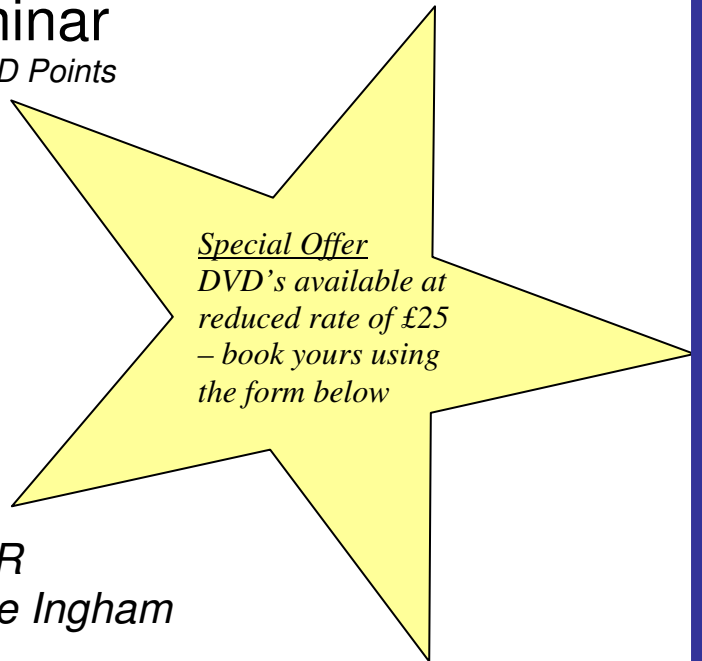 minar
D Points
Special Offer
DVD's available at
reduced rate of £25
– book yours using
the form below
R
e Ingham